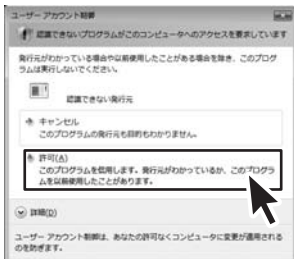 ユーザー アカウント制御
認識できないプログラムがこのコンピュータへのアクセスを要求しています
発行元がわかっている場合や以前使用したことがある場合を除き、このプログ
ラムは実行しないでください。
認識できない発行元
キャンセル
このプログラムの発行元も目的もわかりません。
許可(A)
このプログラムを信用します。発行元がわかっているか、このプログラ
ムを以前使用したことがあります。
詳細(D)
ユーザー アカウント制御は、あなたの許可なくコンピュータに変更が適用される
のを防ぎます。